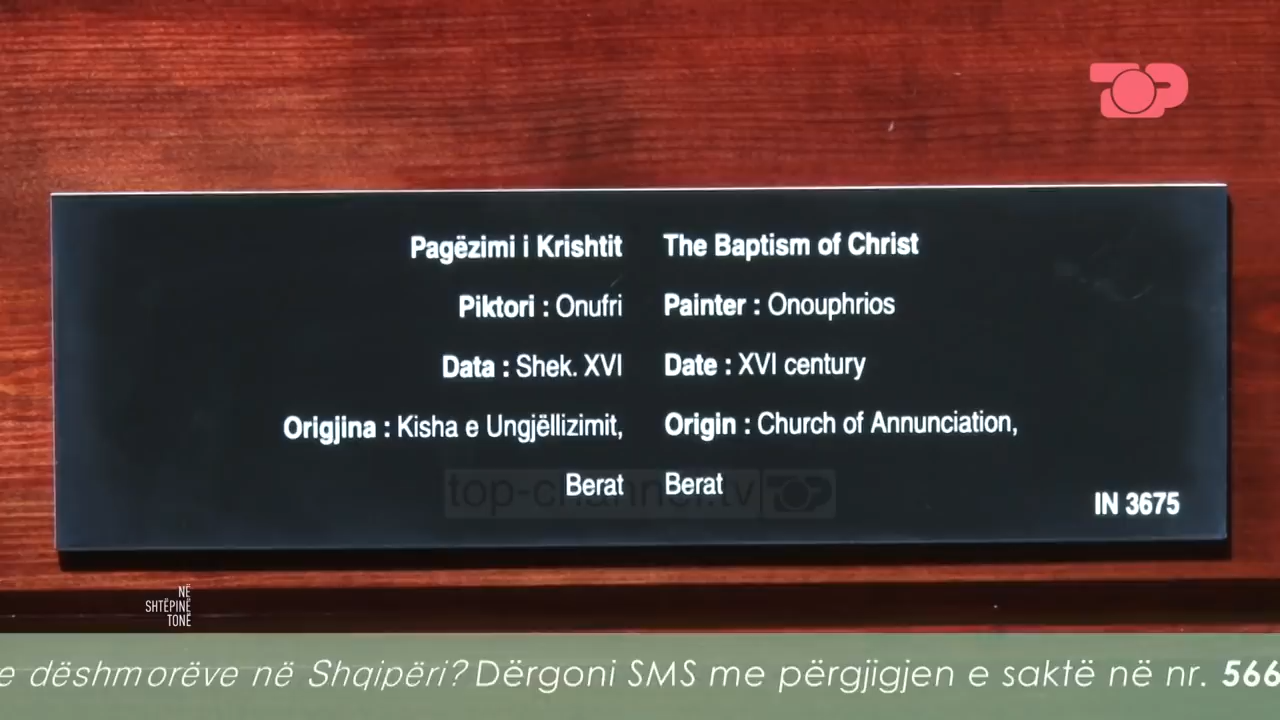 TOP
Pagëzimi i Krishtit
Piktori : Onufri
Data : Shek. XVI
Origjina : Kisha e Ungjëllizimit,
Berat
The Baptism of Christ
Painter : Onouphrios
Date : XVI century
Origin : Church of Annunciation,
Berat
IN 3675
top-channel.tv TOP
NË
SHTËPINË
TONË
e dëshmorëve në Shqipëri? Dërgoni SMS me përgjigjen e saktë në nr. 566